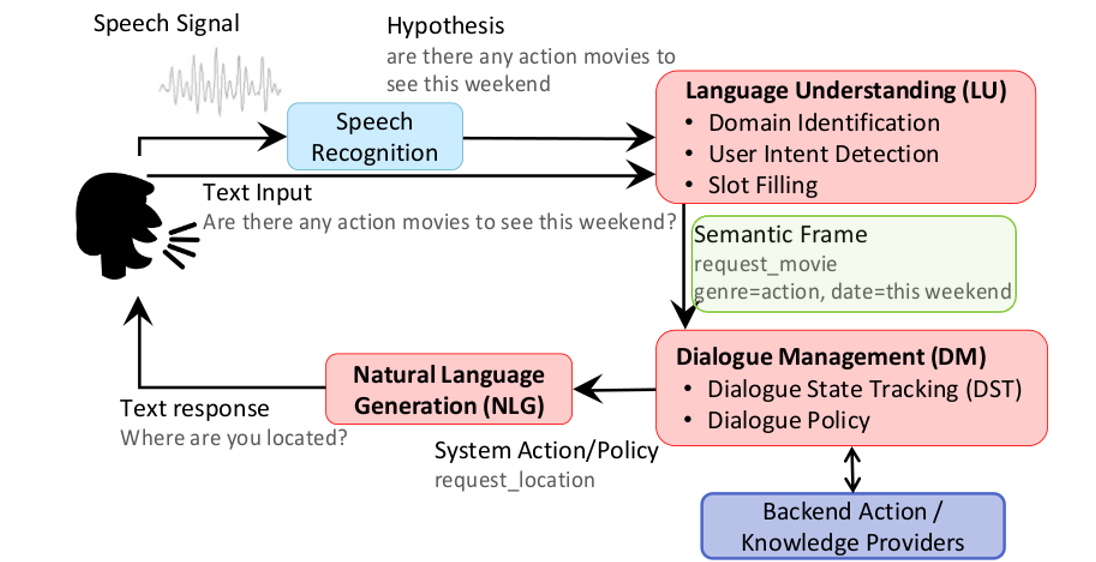 Speech Signal
Hypothesis
are there any action movies to
see this weekend
Speech
Recognition
Language Understanding (LU)
• Domain Identification
• User Intent Detection
• Slot Filling
Text Input
Are there any action movies to see this weekend?
Semantic Frame
request_movie
genre=action, date=this weekend
Dialogue Management (DM)
• Dialogue State Tracking (DST)
• Dialogue Policy
Natural Language
Generation (NLG)
Text response
Where are you located?
System Action/Policy
request_location
Backend Action /
Knowledge Providers